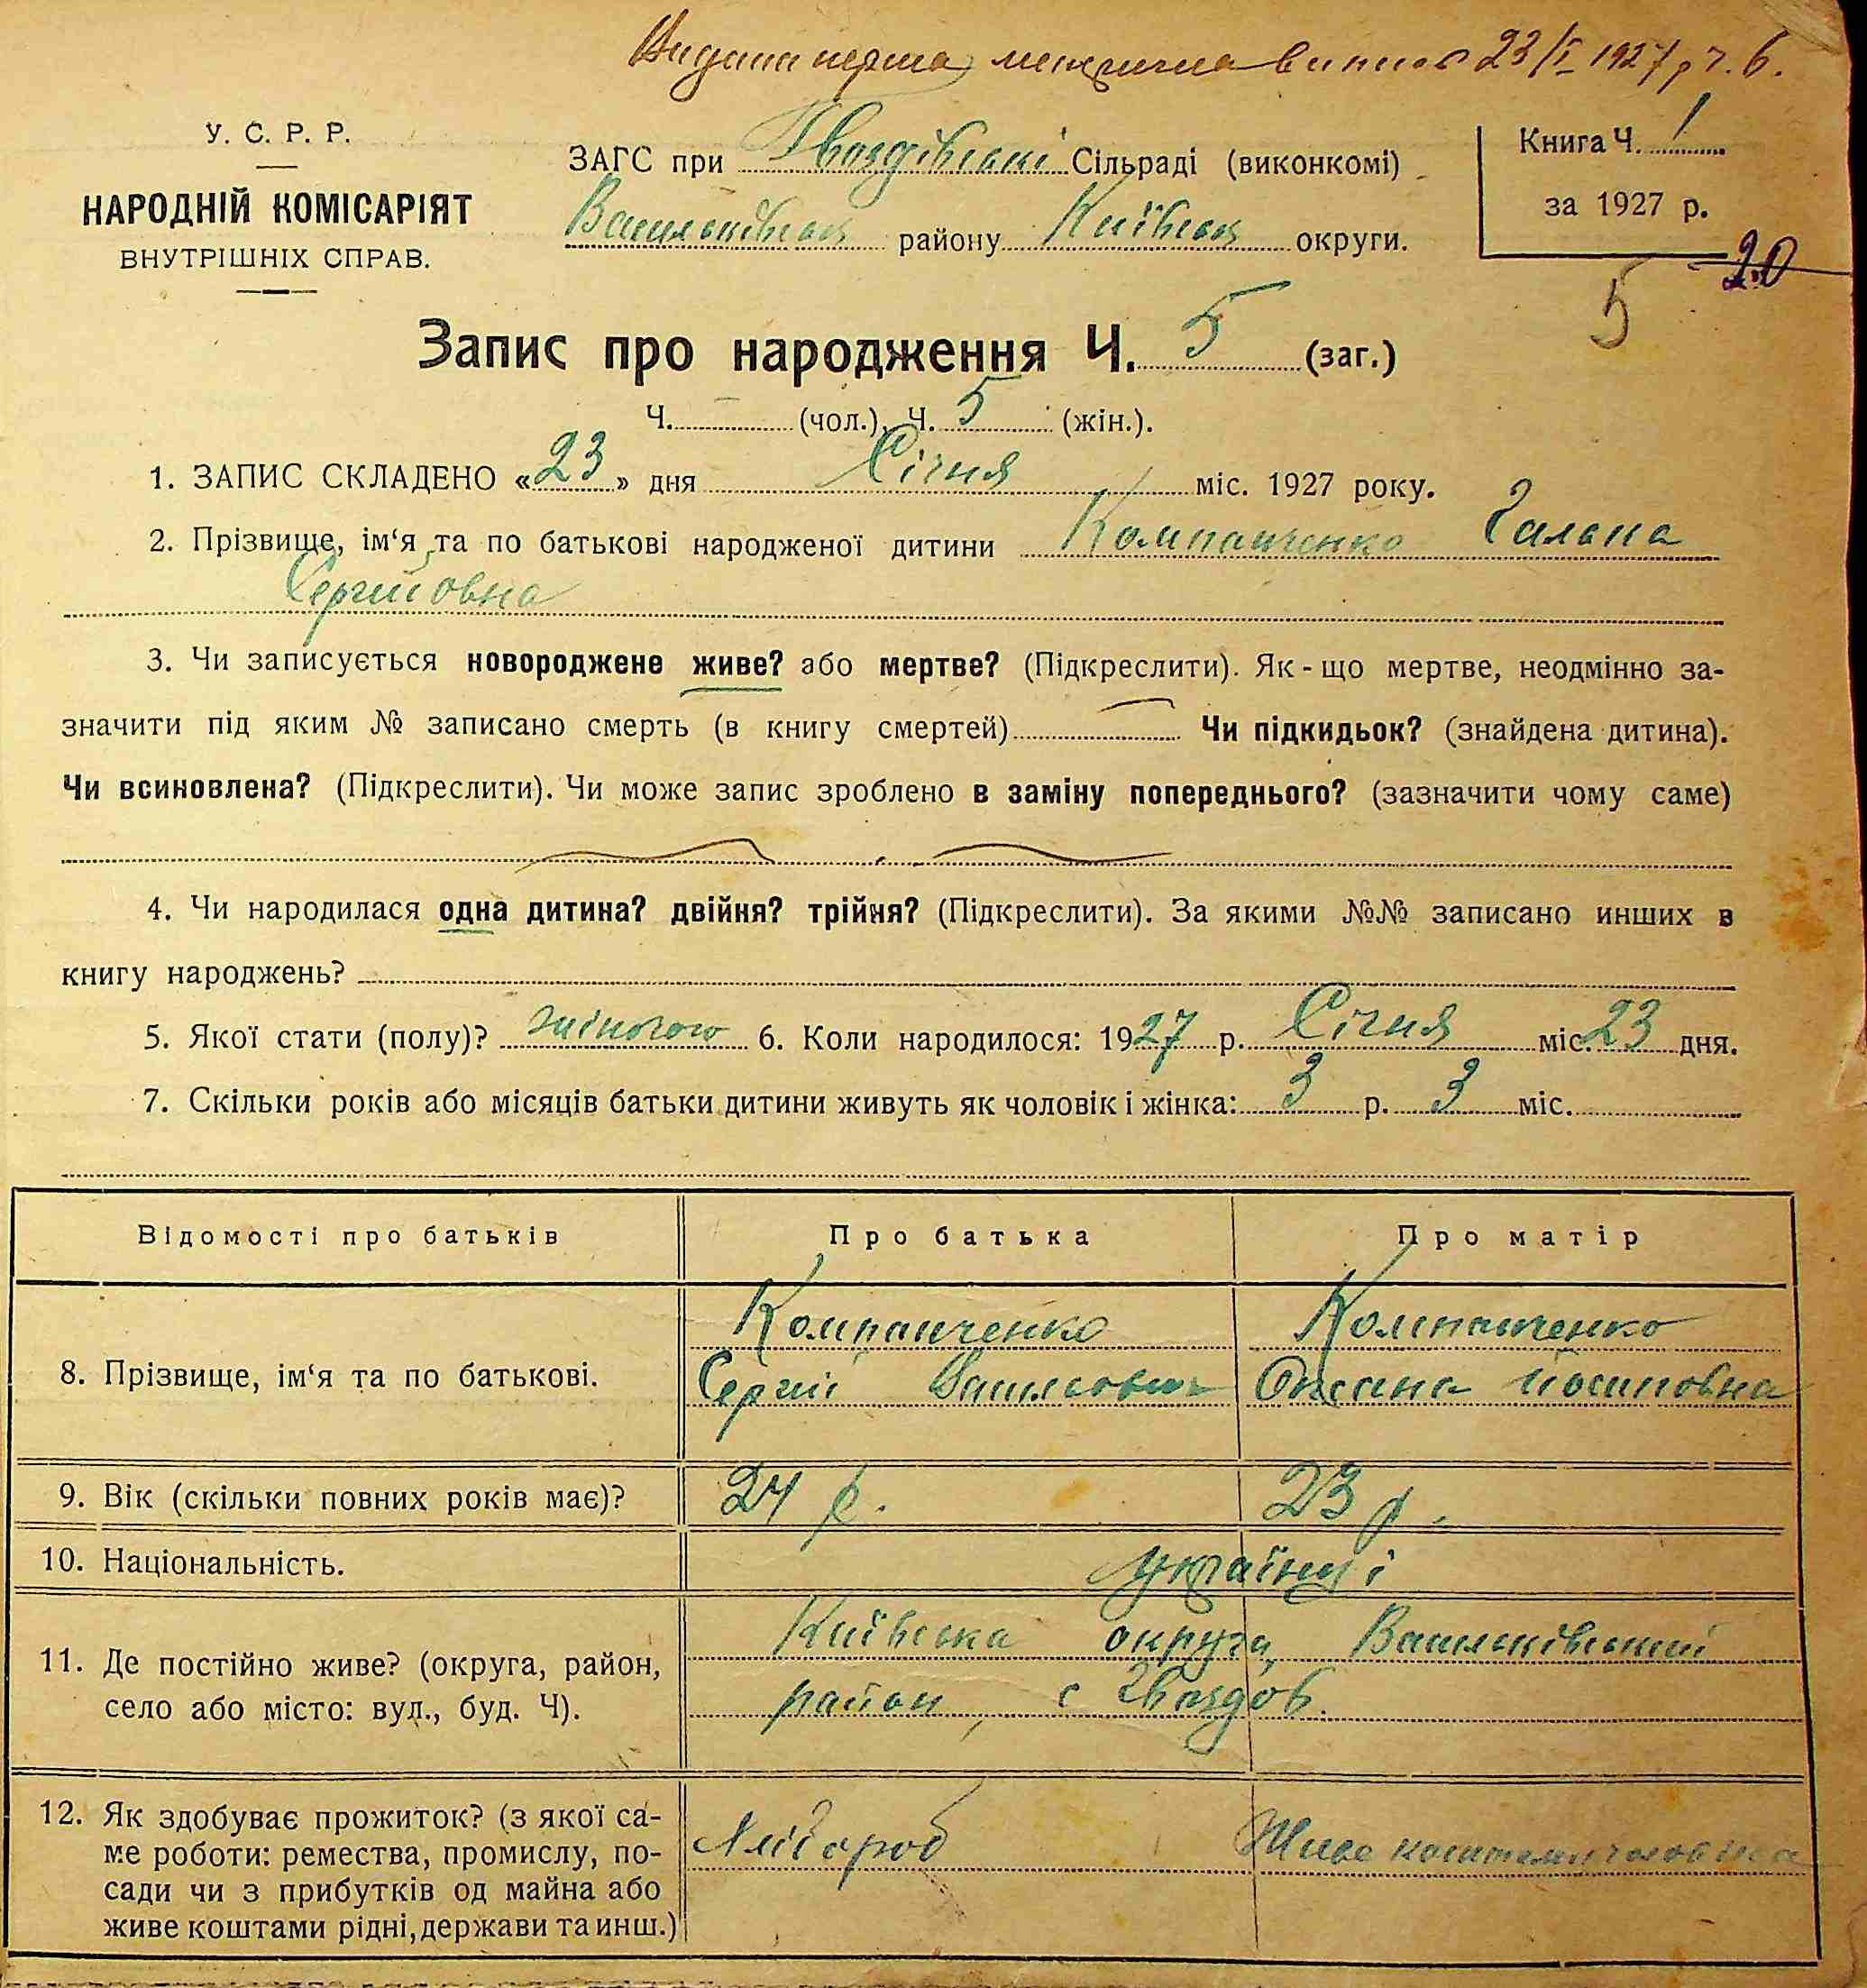 Видана перша метрична випись 23/I 1927 р ч. 6.
У. С. Р. Р.
НАРОДНІЙ КОМІСАРІЯТ
ВНУТРІШНІХ СПРАВ.
ЗАГС при Гвоздівські Сільраді (виконкомі)
Васильківськ району Київськ округи.
Книга Ч. 1
за 1927 р.
20
5
Запис про народження Ч. 5 (заг.)
Ч. — (чол.), Ч. 5 (жін.).
1. ЗАПИС СКЛАДЕНО «23» дня Січня міс. 1927 року.
2. Прізвище, ім‘я та по батькові народженої дитини Компанченко Галька
Сергіїовна
3. Чи записується новороджене живе? або мертве? (Підкреслити). Як-що мертве, неодмінно за-
значити під яким № записано смерть (в книгу смертей) — Чи підкидьок? (знайдена дитина).
Чи всиновлена? (Підкреслити). Чи може запис зроблено в заміну попереднього? (зазначити чому саме)
4. Чи народилася одна дитина? двійня? трійня? (Підкреслити). За якими №№ записано инших в
книгу народжень?
5. Якої стати (полу)? жіночого 6. Коли народилося: 1927 р. Січня міс. 23 дня.
7. Скільки років або місяців батьки дитини живуть як чоловік і жінка: 3 р. 3 міс.
Відомості про батьків Про батька Про матір
8. Прізвище, ім‘я та по батькові.
Компанченко
Сергій Васильович
Компанченко
Оксана Йосиповна
9. Вік (скільки повних років має)? 24 р. 23 р.
10. Національність. українці
11. Де постійно живе? (округа, район,
село або місто: вул., буд. Ч).
Київська округа, Васильківський
район, с Гвоздов.
12. Як здобуває прожиток? (з якої са-
ме роботи: ремества, промислу, по-
сади чи з прибутків од майна або
живе коштами рідні, держави та инш.)
Хлібороб
Живе коштами чоловіка